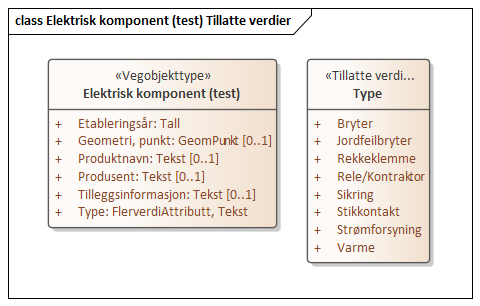 class Elektrisk komponent (test) Tillatte verdier
«Vegobjekttype»
Elektrisk komponent (test)
+ Etableringsår: Tall
+ Geometri, punkt: GeomPunkt [0..1]
+ Produktnavn: Tekst [0..1]
+ Produsent: Tekst [0..1]
+ Tilleggsinformasjon: Tekst [0..1]
+ Type: FlerverdiAttributt, Tekst
«Tillatte verdi...
Type
+ Bryter
+ Jordfeilbryter
+ Rekkeklemme
+ Rele/Kontraktor
+ Sikring
+ Stikkontakt
+ Strømforsyning
+ Varme